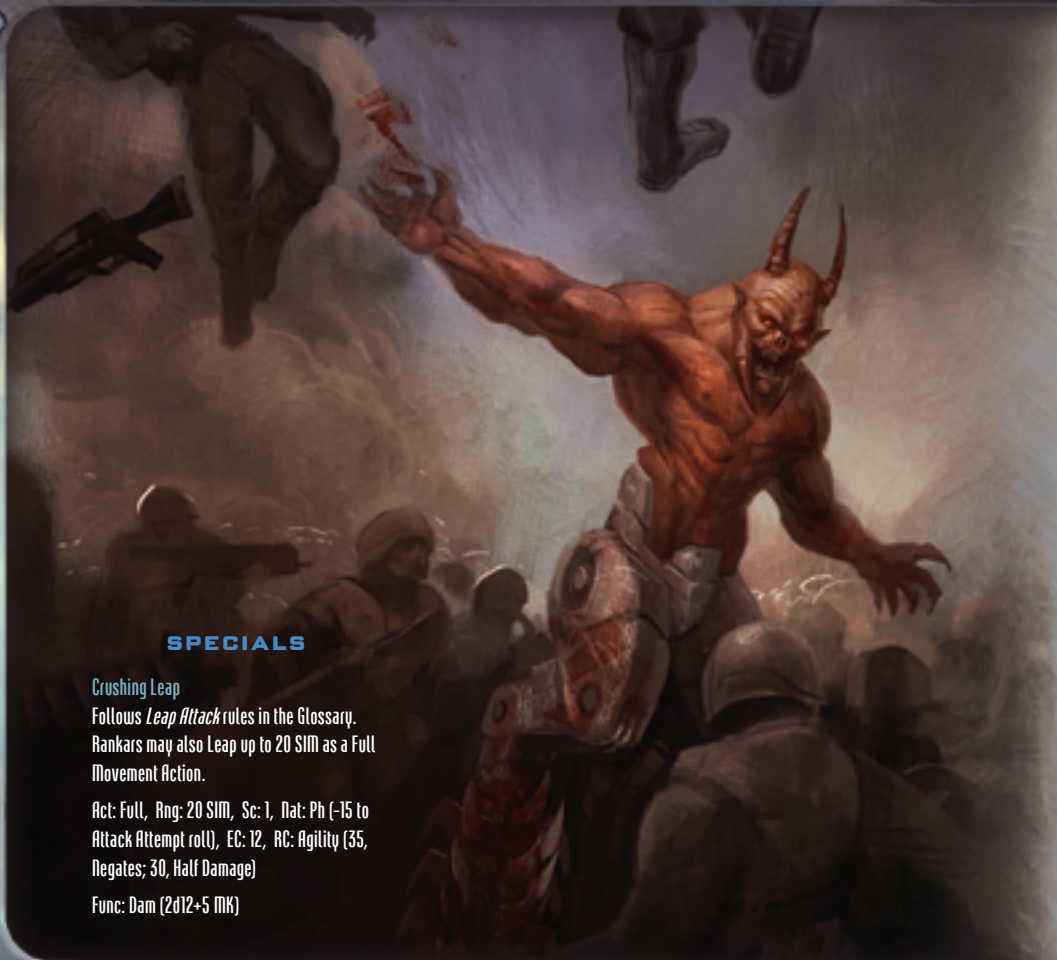 SPECIALS
Crushing Leap
Follows Leap Attack rules in the Glossary.
Rankars may also Leap up to 20 SIM as a Full
Movement Action.
Act: Full, Rng: 20 SIM, Sc: 1, Nat: Ph (-15 to
Attack Attempt roll), EC: 12, RC: Agility (35,
Negates; 30, Half Damage)
Func: Dam (2d12+5 MK)